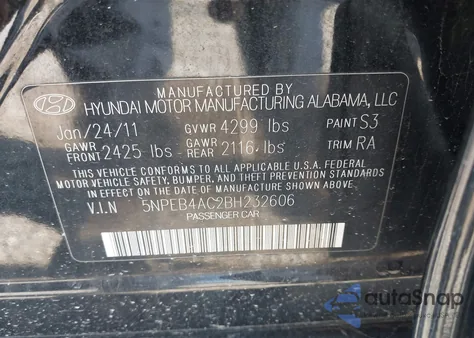 MANUFACTURED BY
HYUNDAI MOTOR MANUFACTURING ALABAMA, LLC
Jan/24/11 GVWR 4299 lbs PAINT S3
GAWR FRONT 2425 lbs GAWR REAR 2116 lbs TRIM RA
THIS VEHICLE CONFORMS TO ALL APPLICABLE U.S.A. FEDERAL
MOTOR VEHICLE SAFETY, BUMPER, AND THEFT PREVENTION STANDARDS
IN EFFECT ON THE DATE OF MANUFACTURE SHOWN ABOVE.
V.I.N 5NPEB4AC2BH232606
PASSENGER CAR
autoSnap